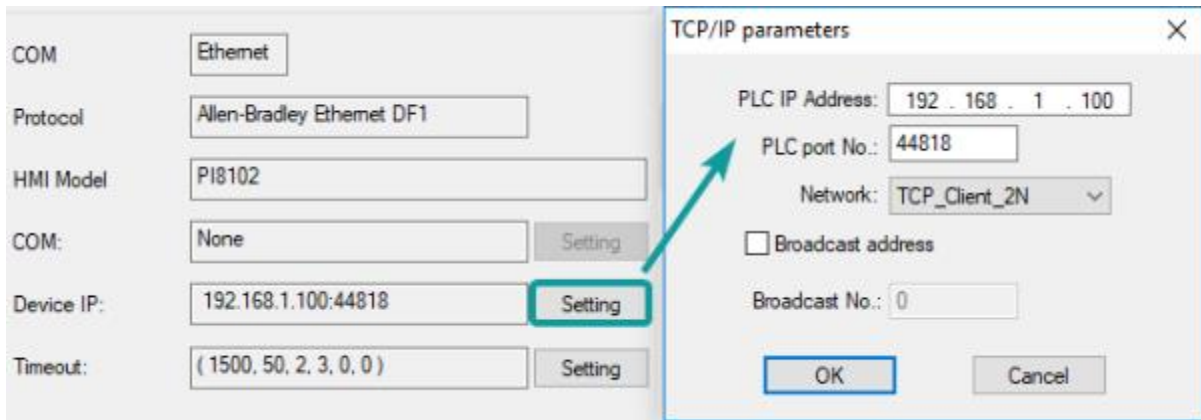 COM Ethernet
Protocol Allen-Bradley Ethernet DF1
HMI Model PI8102
COM: None Setting
Device IP: 192.168.1.100:44818 Setting
Timeout: ( 1500, 50, 2, 3, 0, 0 ) Setting
TCP/IP parameters
PLC IP Address: 192 . 168 . 1 . 100
PLC port No.: 44818
Network: TCP_Client_2N
Broadcast address
Broadcast No.: 0
OK Cancel